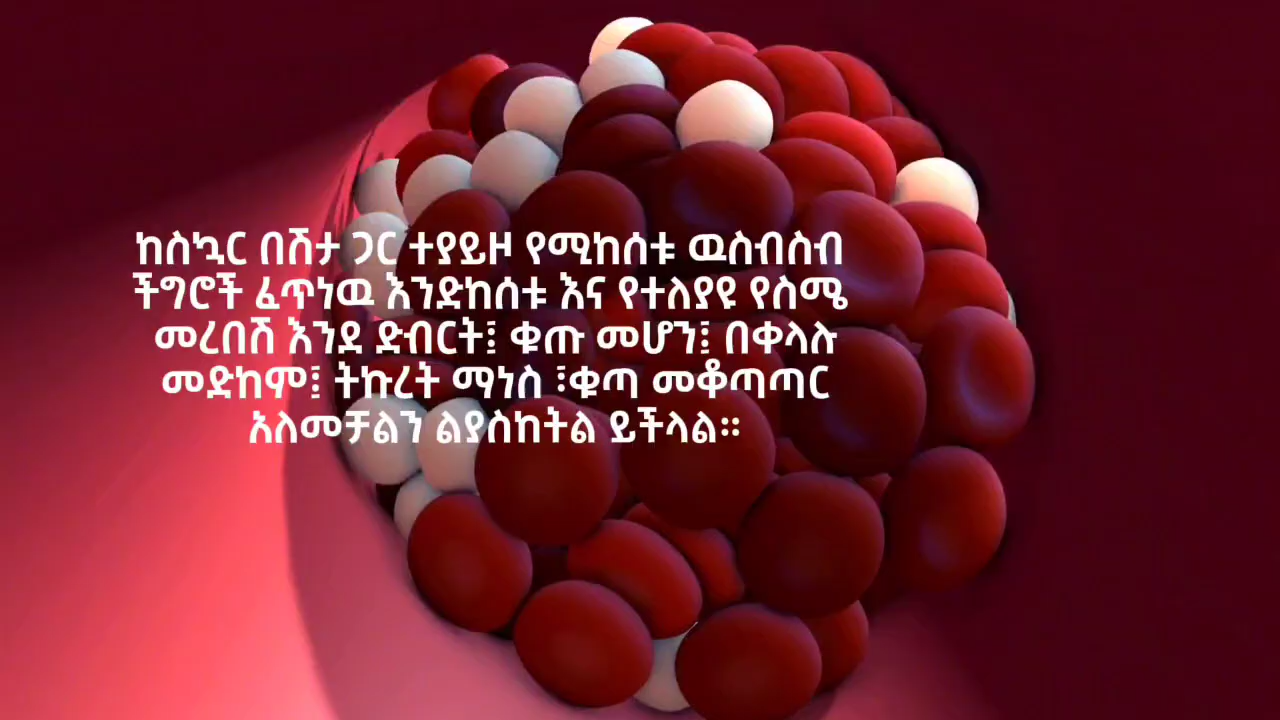 ከስኳር በሽታ ጋር ተያይዞ የሚከሰቱ ዉስብስብ
ችግሮች ፈጥነዉ እንድከሰቱ እና የተለያዩ የስሜ
መረበሽ እንደ ድብርት፤ ቁጡ መሆን፤ በቀላሉ
መድከም፤ ትኩረት ማነስ ፣ቁጣ መቆጣጣር
አለመቻልን ልያስከትል ይችላል።